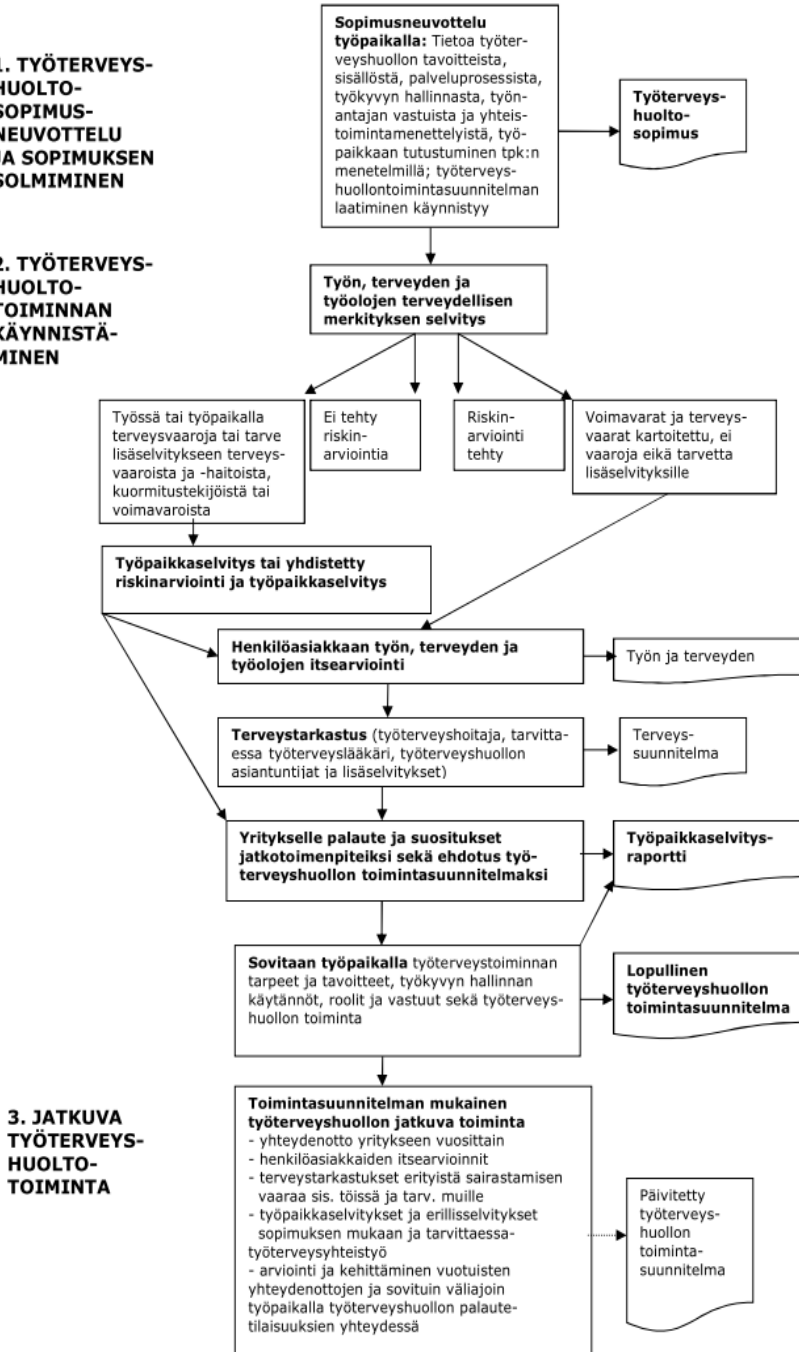 1. TYÖTERVEYS-
HUOLTO-
SOPIMUS-
NEUVOTTELU
JA SOPIMUKSEN
SOLMIMINEN
Sopimusneuvottelu
työpaikalla: Tietoa työter-
veyshuollon tavoitteista,
sisällöstä, palveluprosessista,
työkyvyn hallinnasta, työn-
antajan vastuista ja yhteis-
toimintamenettelyistä, työ-
paikkaan tutustuminen tpk:n
menetelmillä; työterveys-
huollontoimintasuunnitelman
laatiminen käynnistyy
Työterveys-
huolto-
sopimus
2. TYÖTERVEYS-
HUOLTO-
TOIMINNAN
KÄYNNISTÄ-
MINEN
Työn, terveyden ja
työolojen terveydellisen
merkityksen selvitys
Työssä tai työpaikalla
terveysvaaroja tai tarve
lisäselvitykseen terveys-
vaaroista ja -haitoista,
kuormitustekijöistä tai
voimavaroista
Ei tehty
riskin-
arviointia
Riskin-
arviointi
tehty
Voimavarat ja terveys-
vaarat kartoitettu, ei
vaaroja eikä tarvetta
lisäselvityksille
Työpaikkaselvitys tai yhdistetty
riskinarviointi ja työpaikkaselvitys
Henkilöasiakkaan työn, terveyden ja
työolojen itsearviointi
Työn ja terveyden
Terveystarkastus (työterveyshoitaja, tarvitta-
essa työterveyslääkäri, työterveyshuollon
asiantuntijat ja lisäselvitykset)
Terveys-
suunnitelma
Yritykselle palaute ja suositukset
jatkotoimenpiteiksi sekä ehdotus työ-
terveyshuollon toimintasuunnitelmaksi
Työpaikkaselvitys-
raportti
Sovitaan työpaikalla työterveystoiminnan
tarpeet ja tavoitteet, työkyvyn hallinnan
käytännöt, roolit ja vastuut sekä työterveys-
huollon toiminta
Lopullinen
työterveyshuollon
toimintasuunnitelma
3. JATKUVA
TYÖTERVEYS-
HUOLTO-
TOIMINTA
Toimintasuunnitelman mukainen
työterveyshuollon jatkuva toiminta
- yhteydenotto yritykseen vuosittain
- henkilöasiakkaiden itsearvioinnit
- terveystarkastukset erityistä sairastamisen
vaaraa sis. töissä ja tarv. muille
- työpaikkaselvitykset ja erillisselvitykset
sopimuksen mukaan ja tarvittaessa-
työterveysyhteistyö
- arviointi ja kehittäminen vuotuisten
yhteydenottojen ja sovituin väliajoin
työpaikalla työterveyshuollon palaute-
tilaisuuksien yhteydessä
Päivitetty
työterveys-
huollon
toiminta-
suunnitelma